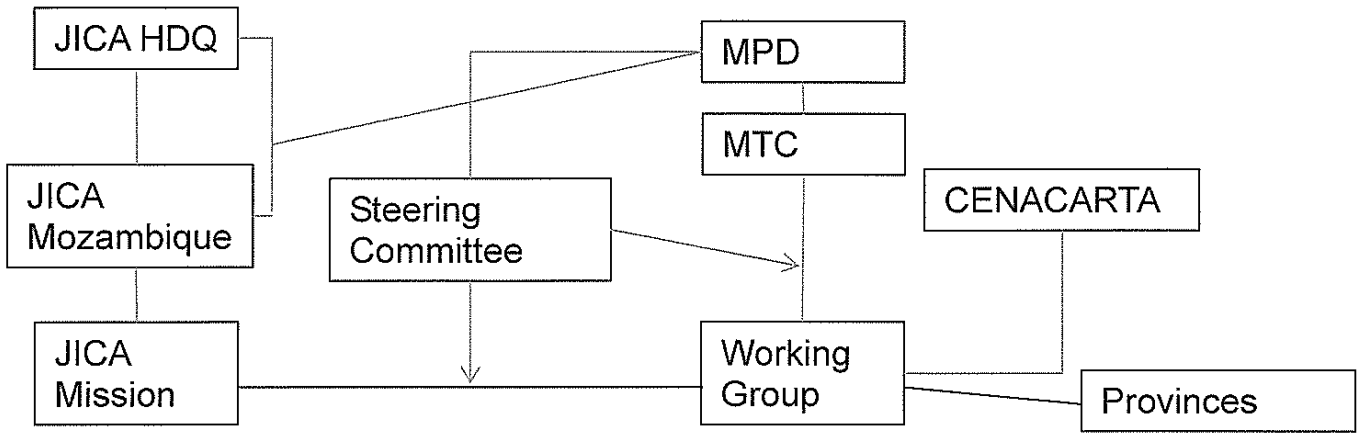 JICA HDQ
MPD
MTC
JICA
Mozambique
Steering
Committee
CENACARTA
JICA
Mission
Working
Group
Provinces